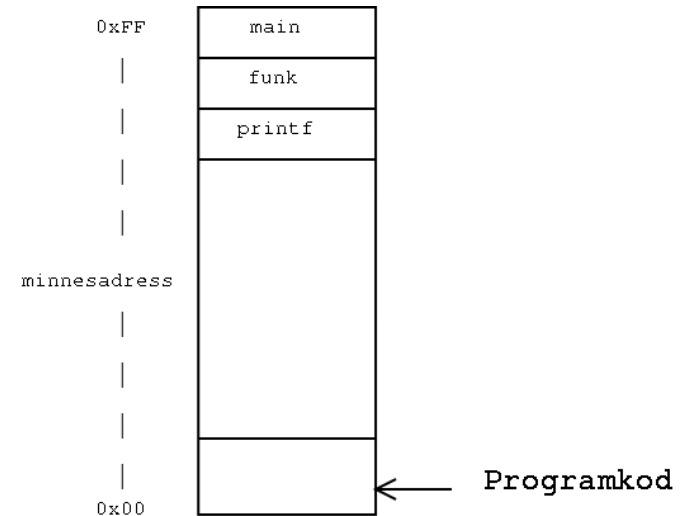 0xFF
main
funk
printf
minnesadress
Programkod
0x00